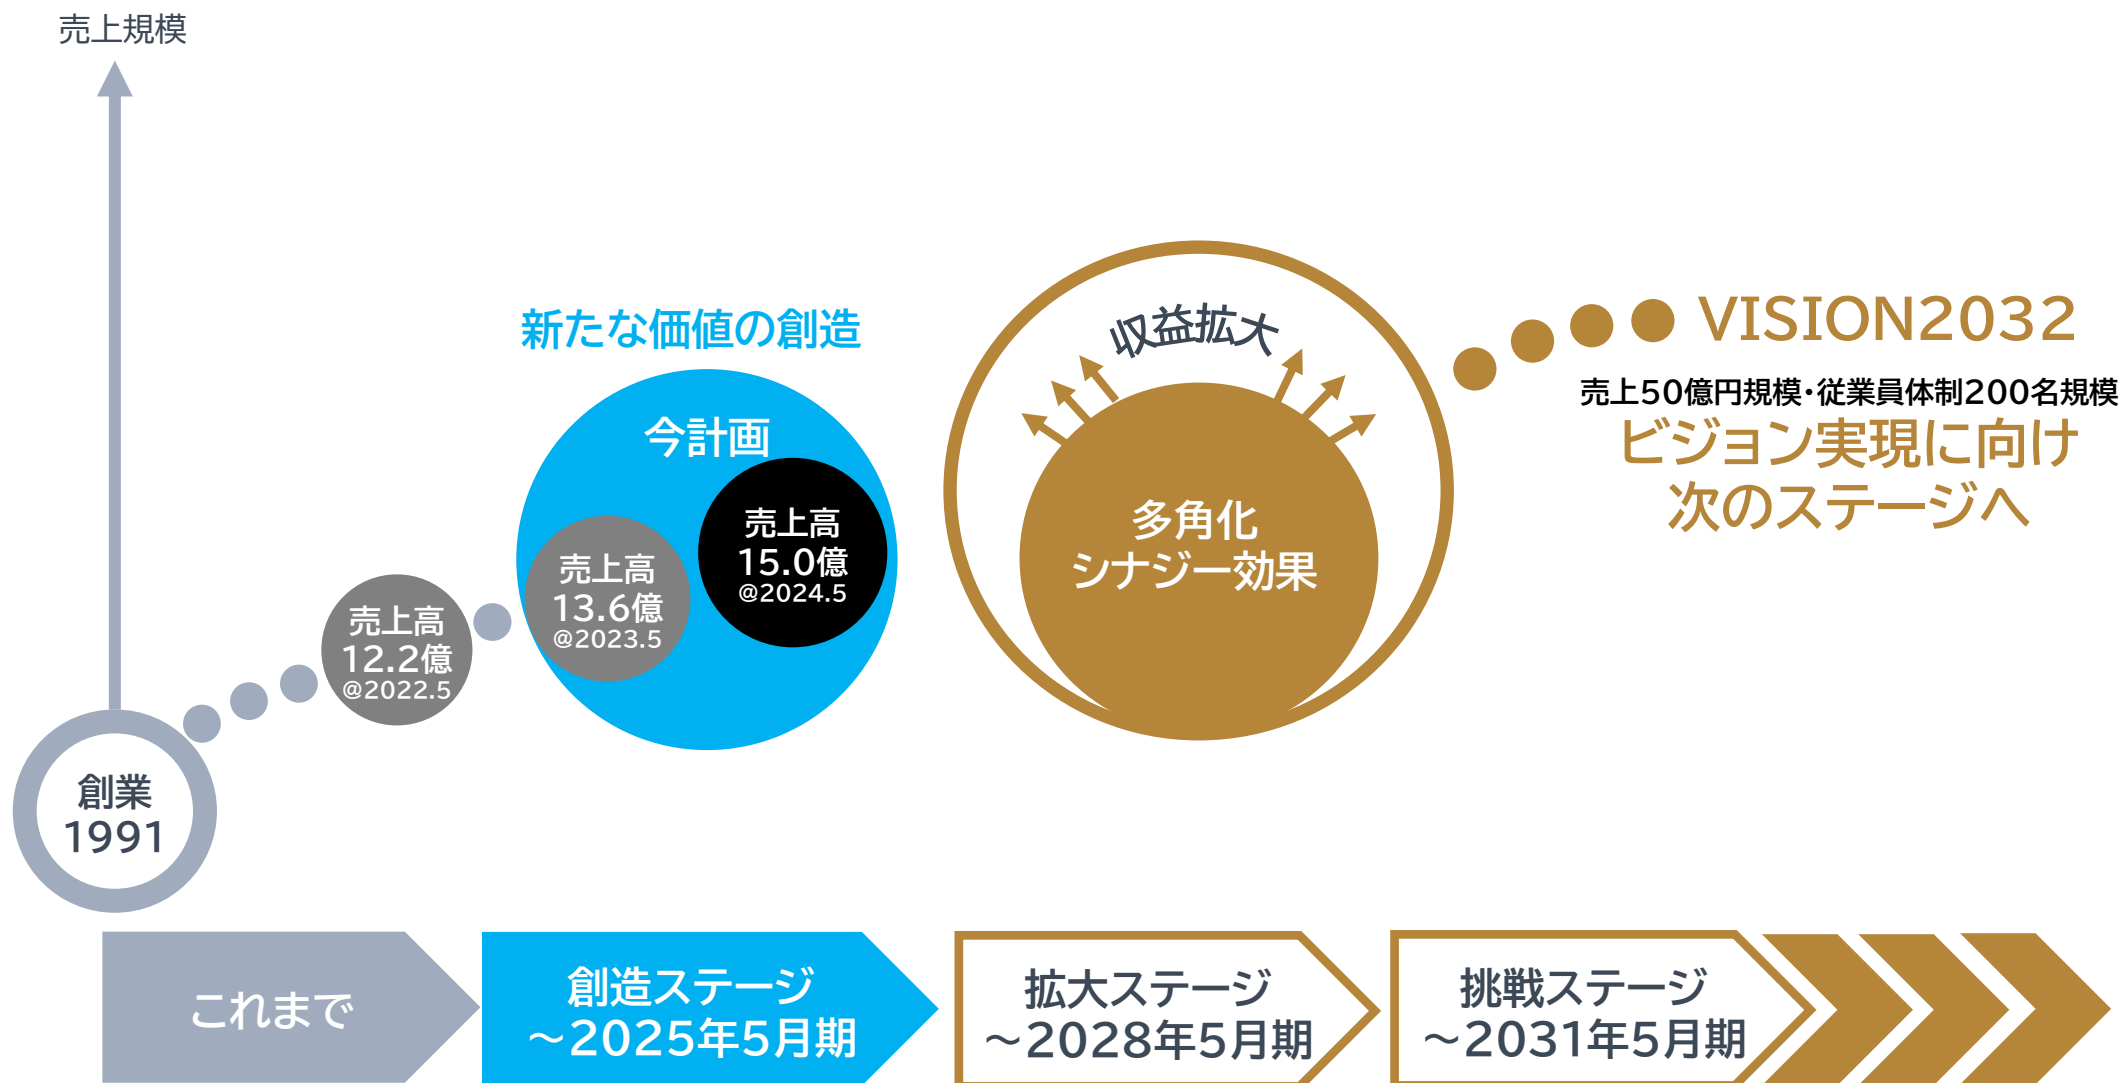 売上規模
創業
1991
売上高
12.2億
@2022.5
新たな価値の創造
今計画
売上高
13.6億
@2023.5
売上高
15.0億
@2024.5
収益拡大
多角化
シナジー効果
VISION2032
売上50億円規模・従業員体制200名規模
ビジョン実現に向け
次のステージへ
これまで
創造ステージ
～2025年5月期
拡大ステージ
～2028年5月期
挑戦ステージ
～2031年5月期